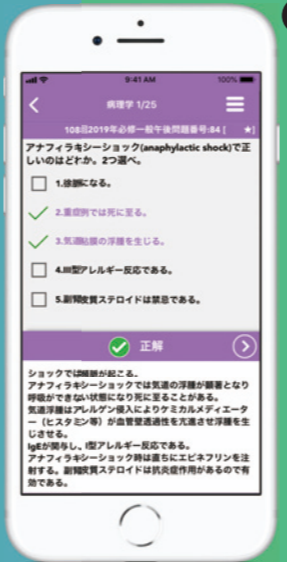 9:41 AM
100%
病理学 1/25
108回2019年必修一般午後問題番号:84 [ ★]
アナフィラキシーショック(anaphylactic shock)で正
しいのはどれか。2つ選べ。
1.徐脈になる。
2.重症例では死に至る。
3.気道粘膜の浮腫を生じる。
4.III型アレルギー反応である。
5.副腎皮質ステロイドは禁忌である。
正解
ショックでは頻脈が起こる。
アナフィラキシーショックでは気道の浮腫が顕著となり
呼吸ができない状態になり死に至ることがある。
気道浮腫はアレルゲン侵入によりケミカルメディエータ
ー（ヒスタミン等）が血管壁透過性を亢進させ浮腫を生
じさせる。
IgEが関与し、I型アレルギー反応である。
アナフィラキシーショック時は直ちにエピネフリンを注
射する。副腎皮質ステロイドは抗炎症作用があるので有
効である。